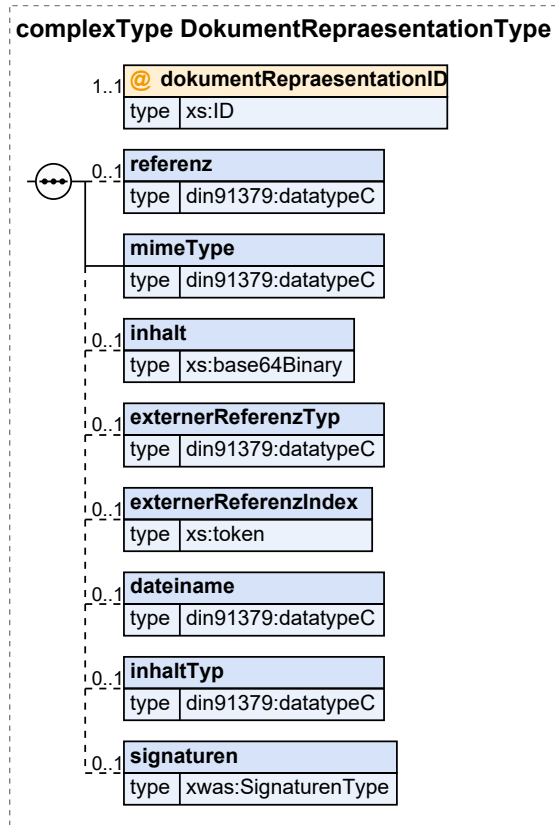 complexType DokumentRepraesentationType
1..1
@ dokumentRepraesentationID
type xs:ID
0..1
referenz
type din91379:datatypeC
mimeType
type din91379:datatypeC
0..1
inhalt
type xs:base64Binary
0..1
externerReferenzTyp
type din91379:datatypeC
0..1
externerReferenzIndex
type xs:token
0..1
dateiname
type din91379:datatypeC
0..1
inhaltTyp
type din91379:datatypeC
0..1
signaturen
type xwas:SignaturenType